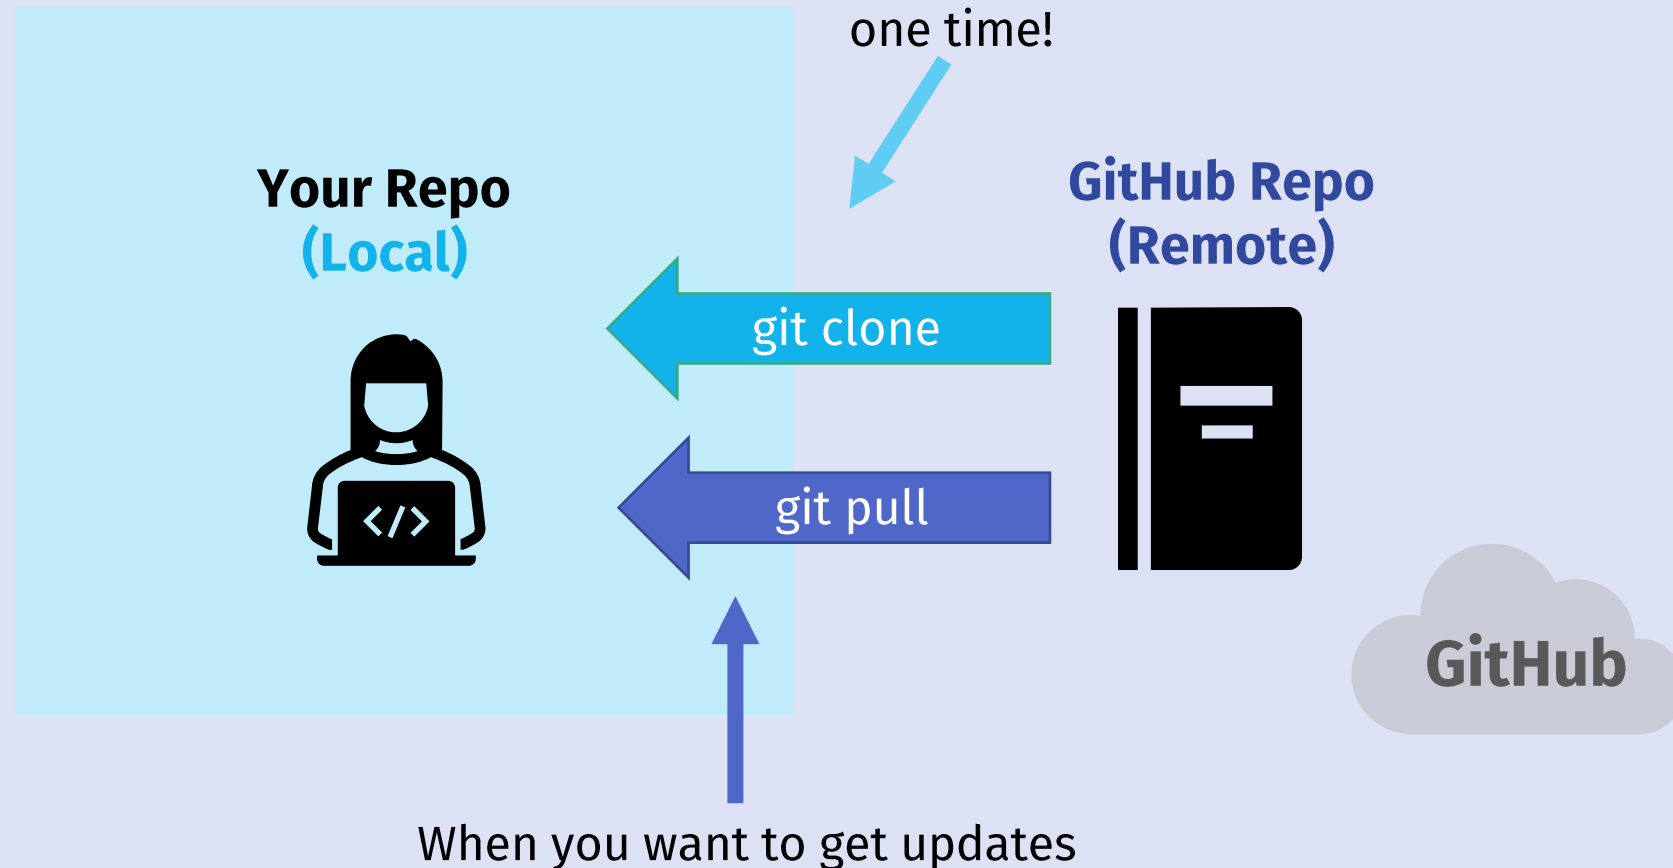 one time!
Your Repo
(Local)
GitHub Repo
(Remote)
git clone
</>
git pull
GitHub
When you want to get updates